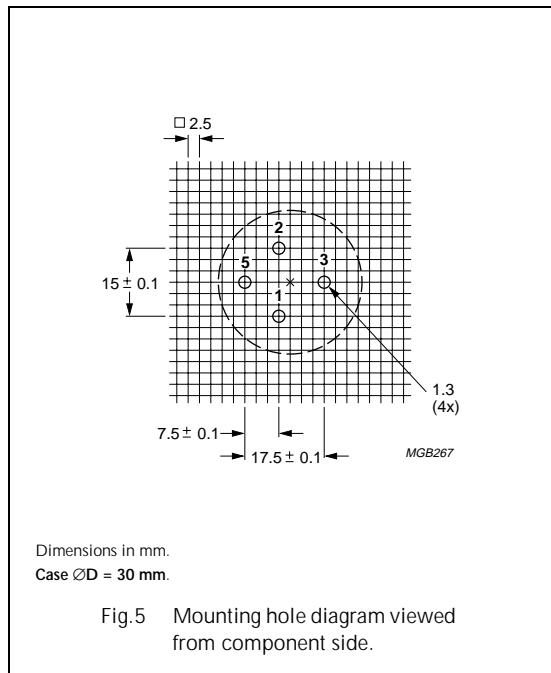 □ 2.5
2
5
3
15 ± 0.1
1
1.3
(4x)
7.5 ± 0.1
17.5 ± 0.1
MGB267
Dimensions in mm.
Case ∅D = 30 mm.
Fig.5 Mounting hole diagram viewed
from component side.